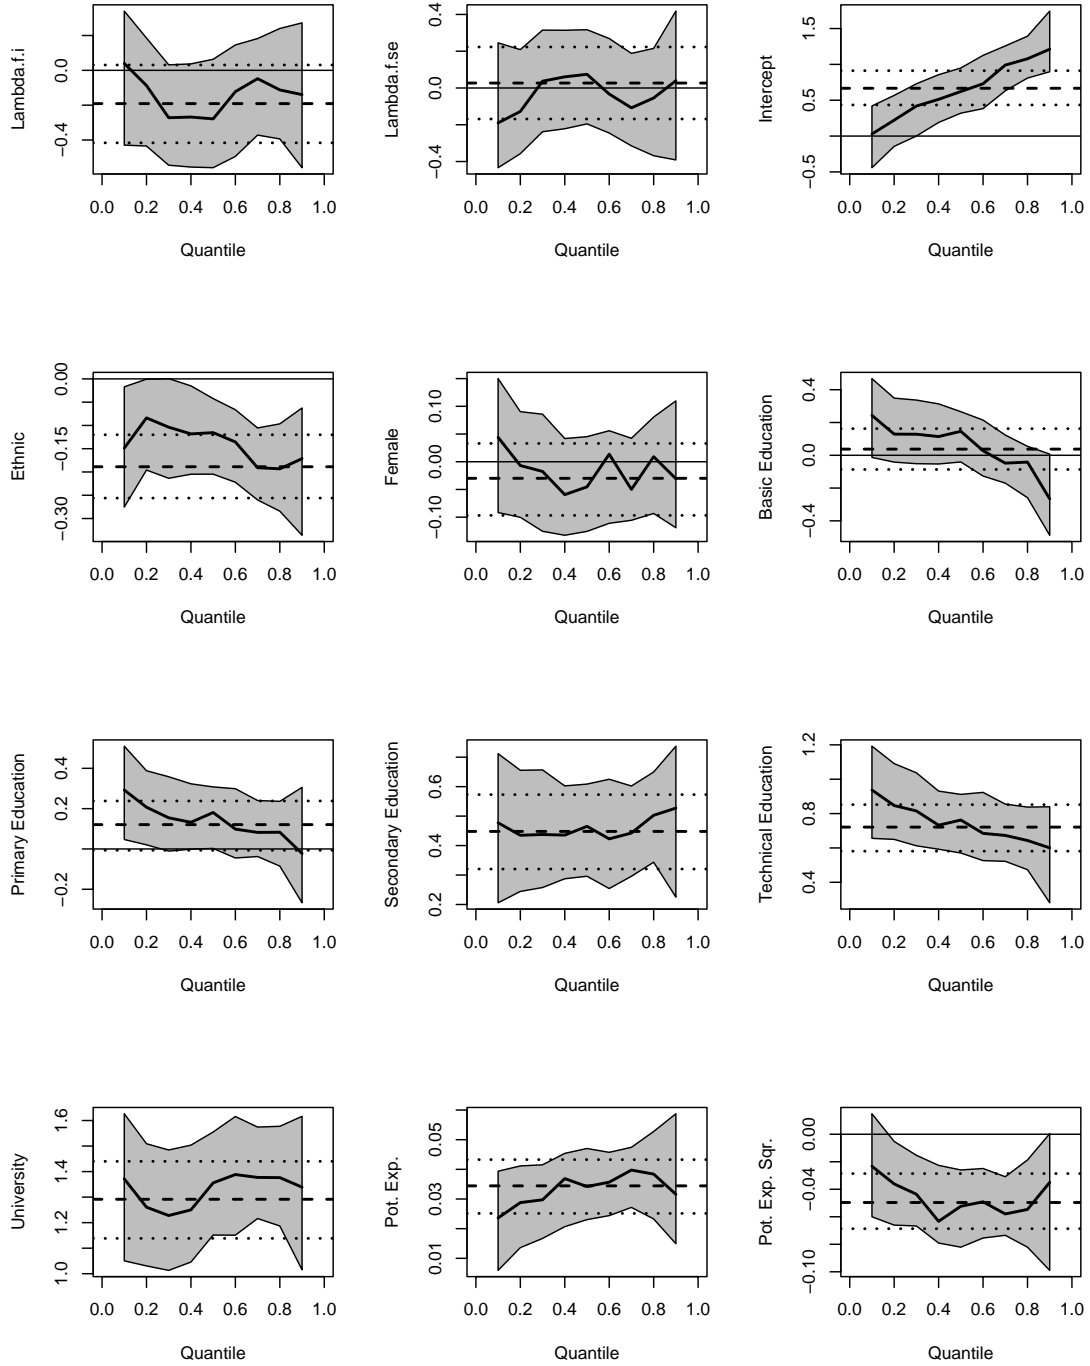 Lambda.f.i
0.0
−0.4
0.0 0.2 0.4 0.6 0.8 1.0
Quantile
Lambda.f.se
0.4
0.0
−0.4
0.0 0.2 0.4 0.6 0.8 1.0
Quantile
Intercept
1.5
0.5
−0.5
0.0 0.2 0.4 0.6 0.8 1.0
Quantile
Ethnic
0.00
−0.15
−0.30
0.0 0.2 0.4 0.6 0.8 1.0
Quantile
Female
0.10
0.00
−0.10
0.0 0.2 0.4 0.6 0.8 1.0
Quantile
Basic Education
0.4
0.0
−0.4
0.0 0.2 0.4 0.6 0.8 1.0
Quantile
Primary Education
0.4
0.2
−0.2
0.0 0.2 0.4 0.6 0.8 1.0
Quantile
Secondary Education
0.6
0.4
0.2
0.0 0.2 0.4 0.6 0.8 1.0
Quantile
Technical Education
1.2
0.8
0.4
0.0 0.2 0.4 0.6 0.8 1.0
Quantile
University
1.6
1.4
1.2
1.0
0.0 0.2 0.4 0.6 0.8 1.0
Quantile
Pot. Exp.
0.05
0.03
0.01
0.0 0.2 0.4 0.6 0.8 1.0
Quantile
Pot. Exp. Sqr.
0.00
−0.04
−0.10
0.0 0.2 0.4 0.6 0.8 1.0
Quantile